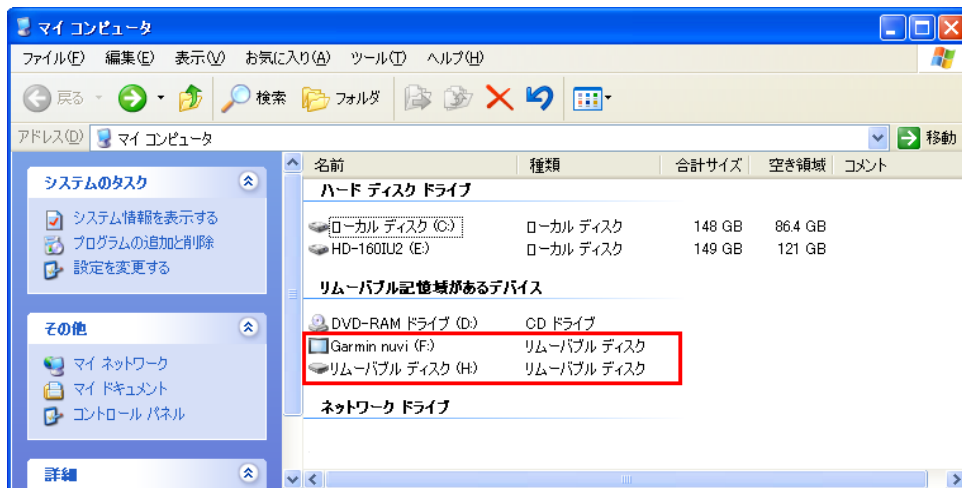 マイ コンピュータ
ファイル(F) 編集(E) 表示(V) お気に入り(A) ツール(T) ヘルプ(H)
戻る 検索 フォルダ
アドレス(D) マイ コンピュータ 移動
システムのタスク
システム情報を表示する
プログラムの追加と削除
設定を変更する
その他
マイ ネットワーク
マイ ドキュメント
コントロール パネル
詳細
名前 種類 合計サイズ 空き領域 コメント
ハード ディスク ドライブ
ローカル ディスク (C:) ローカル ディスク 148 GB 86.4 GB
HD-160IU2 (E:) ローカル ディスク 149 GB 121 GB
リムーバブル記憶域があるデバイス
DVD-RAM ドライブ (D:) CD ドライブ
Garmin nuvi (F:) リムーバブル ディスク
リムーバブル ディスク (H:) リムーバブル ディスク
ネットワーク ドライブ